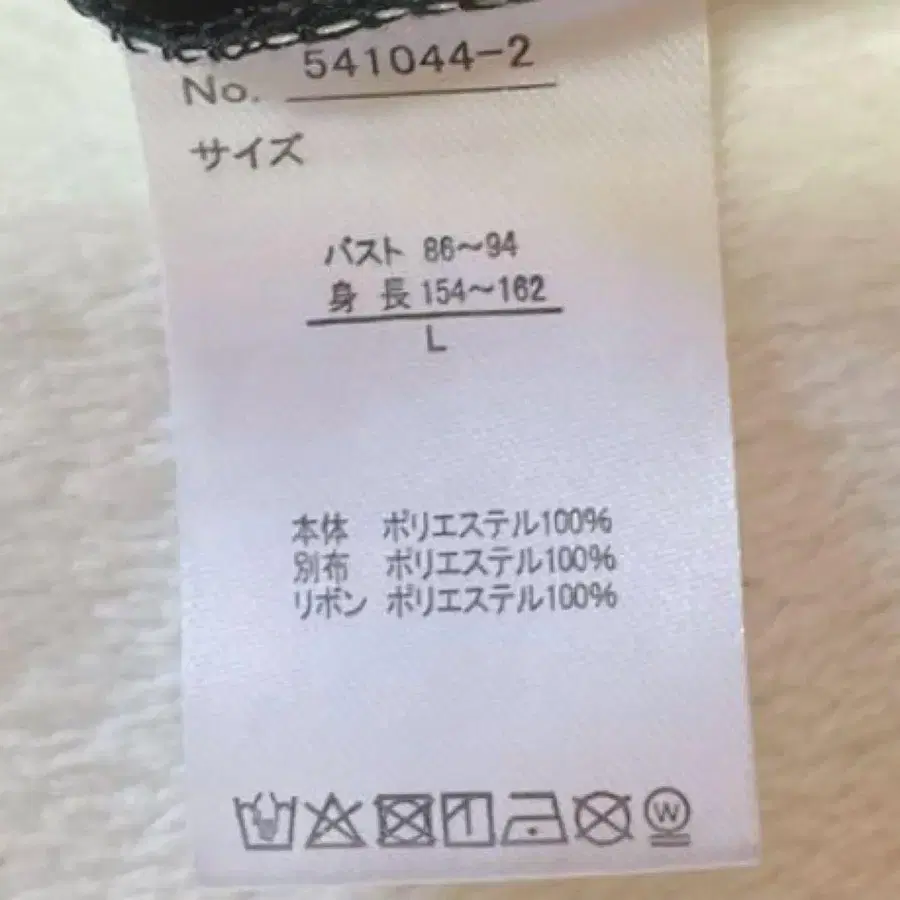 No. 541044-2
サイズ
バスト 86〜94
身 長 154〜162
L
本体 ポリエステル100%
別布 ポリエステル100%
リボン ポリエステル100%
W